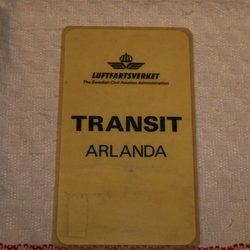 LUFTFARTSVERKET
The Swedish Civil Aviation Administration
TRANSIT
ARLANDA